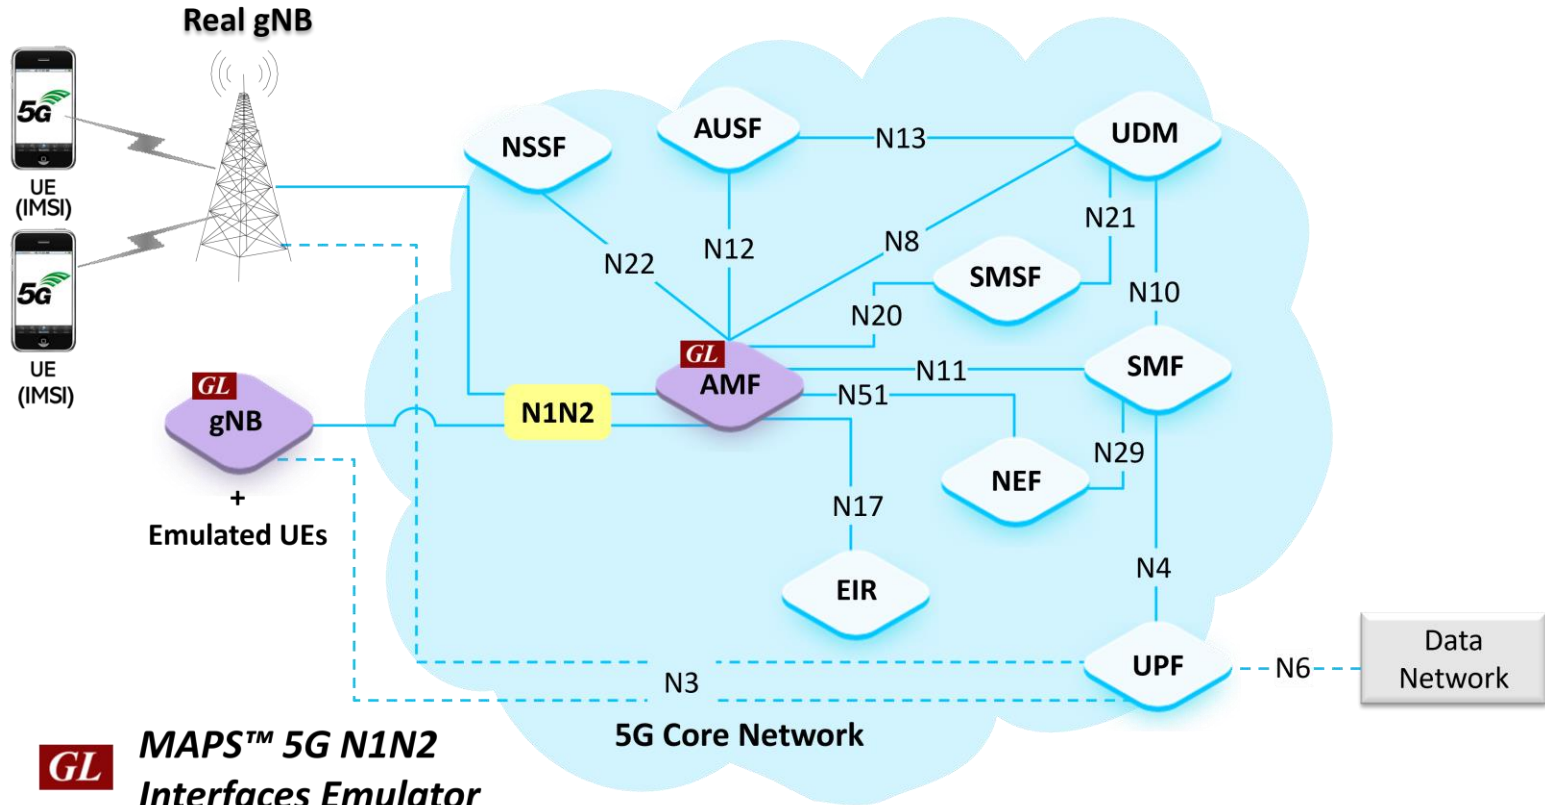 Real gNB
5G
UE
(IMSI)
5G
UE
(IMSI)
NSSF
AUSF
N13
UDM
N22
N12
N8
N21
SMSF
N20
N10
GL
AMF
N11
SMF
N51
GL
gNB
N1N2
+
Emulated UEs
N29
NEF
N17
N4
EIR
UPF
N6
Data
Network
N3
5G Core Network
GL
MAPS™ 5G N1N2
Interfaces Emulator